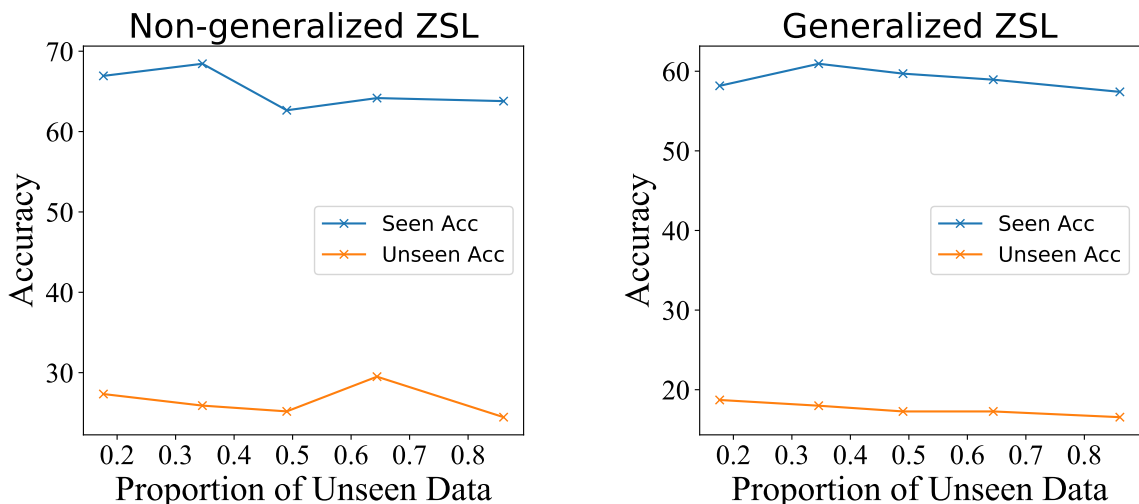 Non-generalized ZSL
70
60
50
40
30
Accuracy
Seen Acc
Unseen Acc
0.2 0.3 0.4 0.5 0.6 0.7 0.8
Proportion of Unseen Data
Generalized ZSL
60
50
40
30
20
Accuracy
Seen Acc
Unseen Acc
0.2 0.3 0.4 0.5 0.6 0.7 0.8
Proportion of Unseen Data